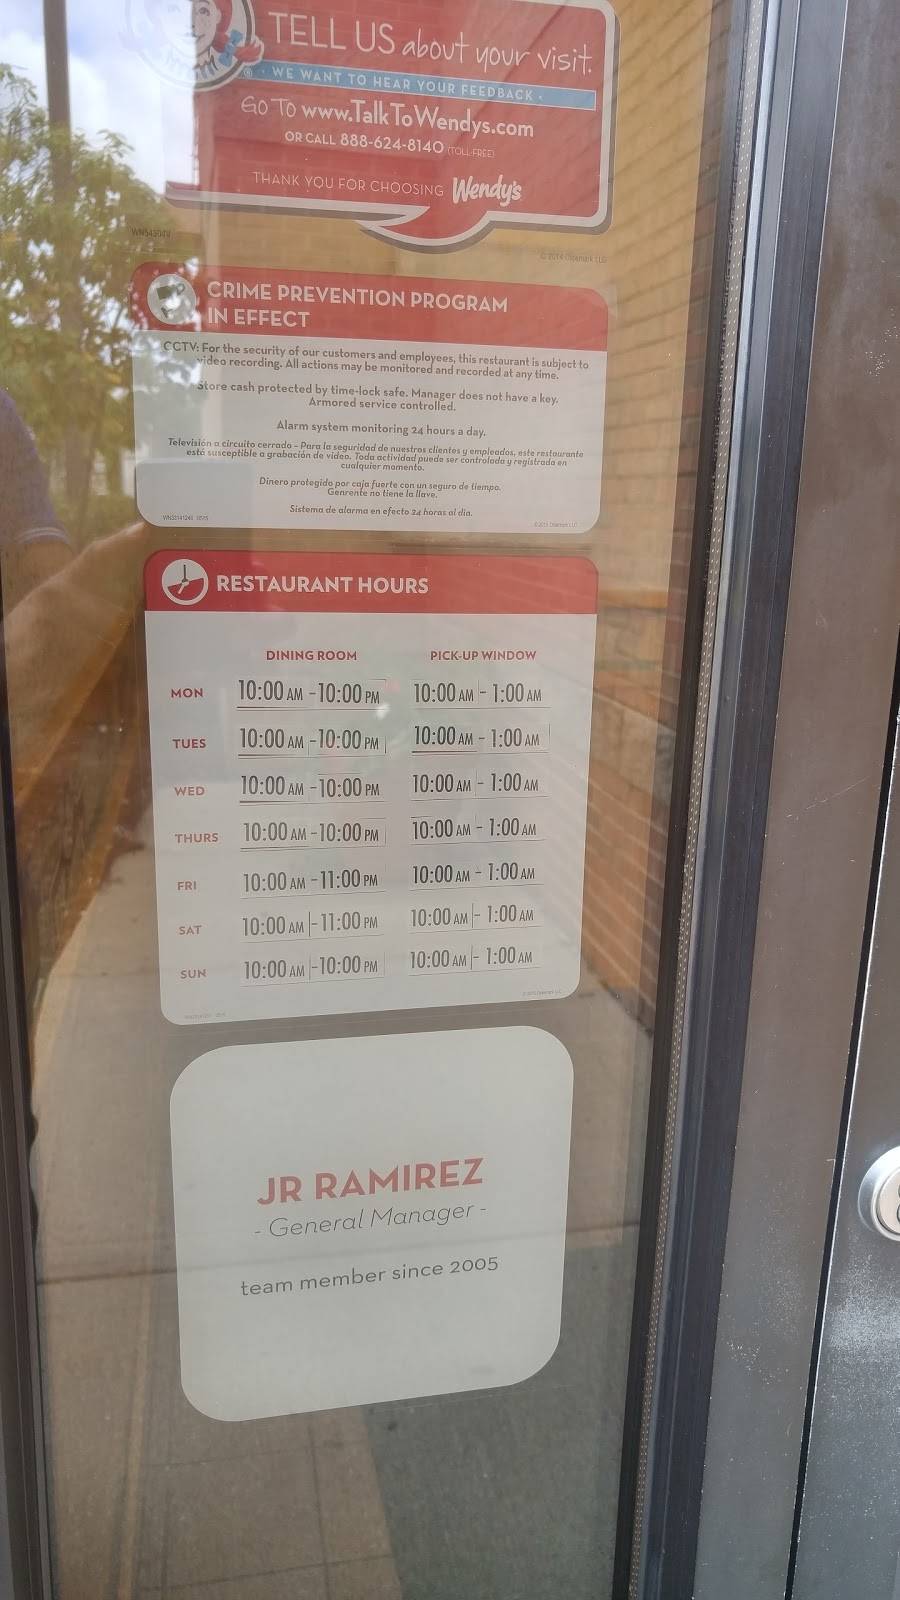 TELL US about your visit.
WE WANT TO HEAR YOUR FEEDBACK
GO TO www.TalkToWendys.com
OR CALL 888-624-8140 (TOLL-FREE)
THANK YOU FOR CHOOSING Wendy's
CRIME PREVENTION PROGRAM
IN EFFECT
CCTV: For the security of our customers and employees, this restaurant is subject to
video recording. All actions may be monitored and recorded at any time.
Store cash protected by time-lock safe. Manager does not have a key.
Armored service controlled.
Alarm system monitoring 24 hours a day.
Televisión a circuito cerrado – Para la seguridad de nuestros clientes y empleados, este restaurante
está susceptible a grabación de video. Toda actividad puede ser controlada y registrada en
cualquier momento.
Dinero protegido por caja fuerte con un seguro de tiempo.
Genrente no tiene la llave.
Sistema de alarma en efecto 24 horas al día.
RESTAURANT HOURS
DINING ROOM PICK-UP WINDOW
MON 10:00 AM - 10:00 PM 10:00 AM - 1:00 AM
TUES 10:00 AM - 10:00 PM 10:00 AM - 1:00 AM
WED 10:00 AM - 10:00 PM 10:00 AM - 1:00 AM
THURS 10:00 AM - 10:00 PM 10:00 AM - 1:00 AM
FRI 10:00 AM - 11:00 PM 10:00 AM - 1:00 AM
SAT 10:00 AM - 11:00 PM 10:00 AM - 1:00 AM
SUN 10:00 AM - 10:00 PM 10:00 AM - 1:00 AM
JR RAMIREZ
- General Manager -
team member since 2005